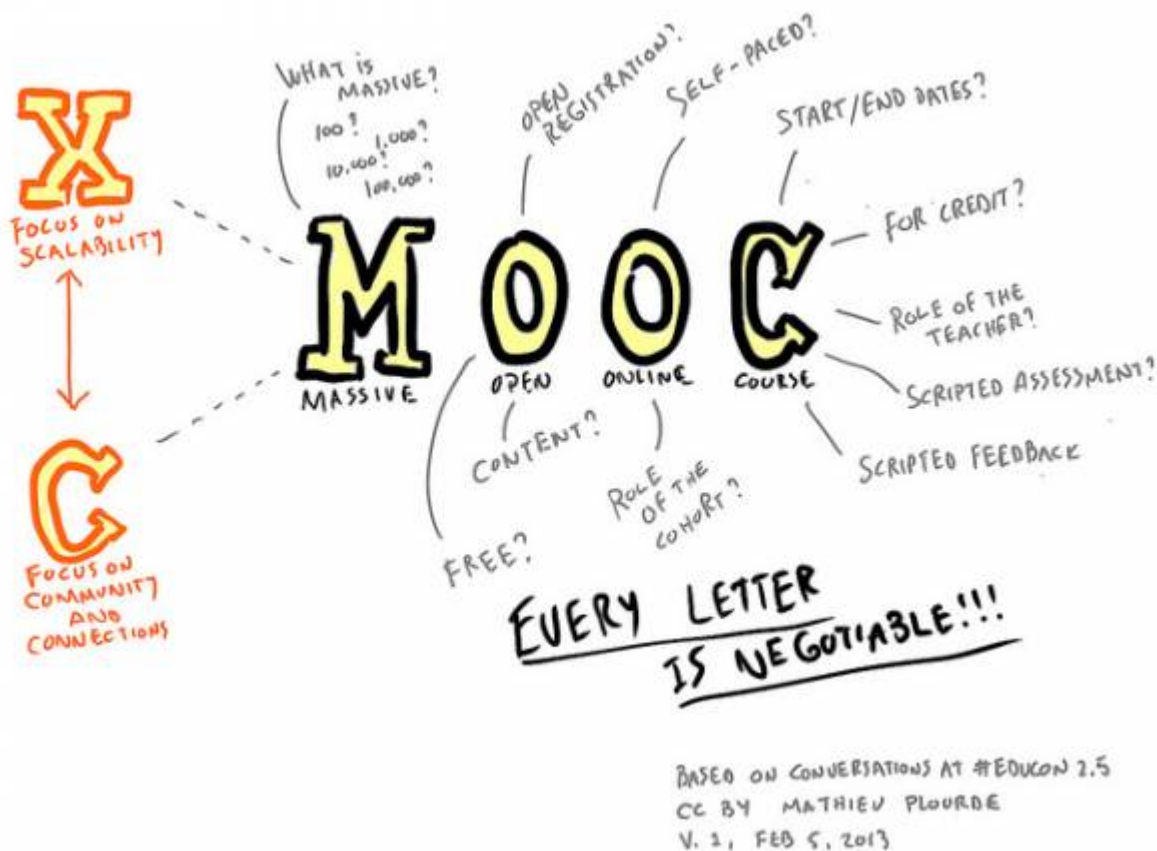 X
FOCUS ON
SCALABILITY
C
FOCUS ON
COMMUNITY
AND
CONNECTIONS
WHAT is
MASSIVE?
100?
1,000?
10,000?
100,000?
OPEN
REGISTRATION?
SELF-PACED?
START/END DATES?
MOOC
MASSIVE
OPEN
ONLINE
COURSE
FOR CREDIT?
ROLE OF THE
TEACHER?
SCRIPTED ASSESSMENT?
SCRIPTED FEEDBACK
CONTENT?
FREE?
ROLE
OF THE
COHORT?
EVERY LETTER
IS NEGOTIABLE!!!
BASED ON CONVERSATIONS AT #EDUCON 2.5
CC BY MATHIEU PLOURDE
V. 2, FEB 5, 2013